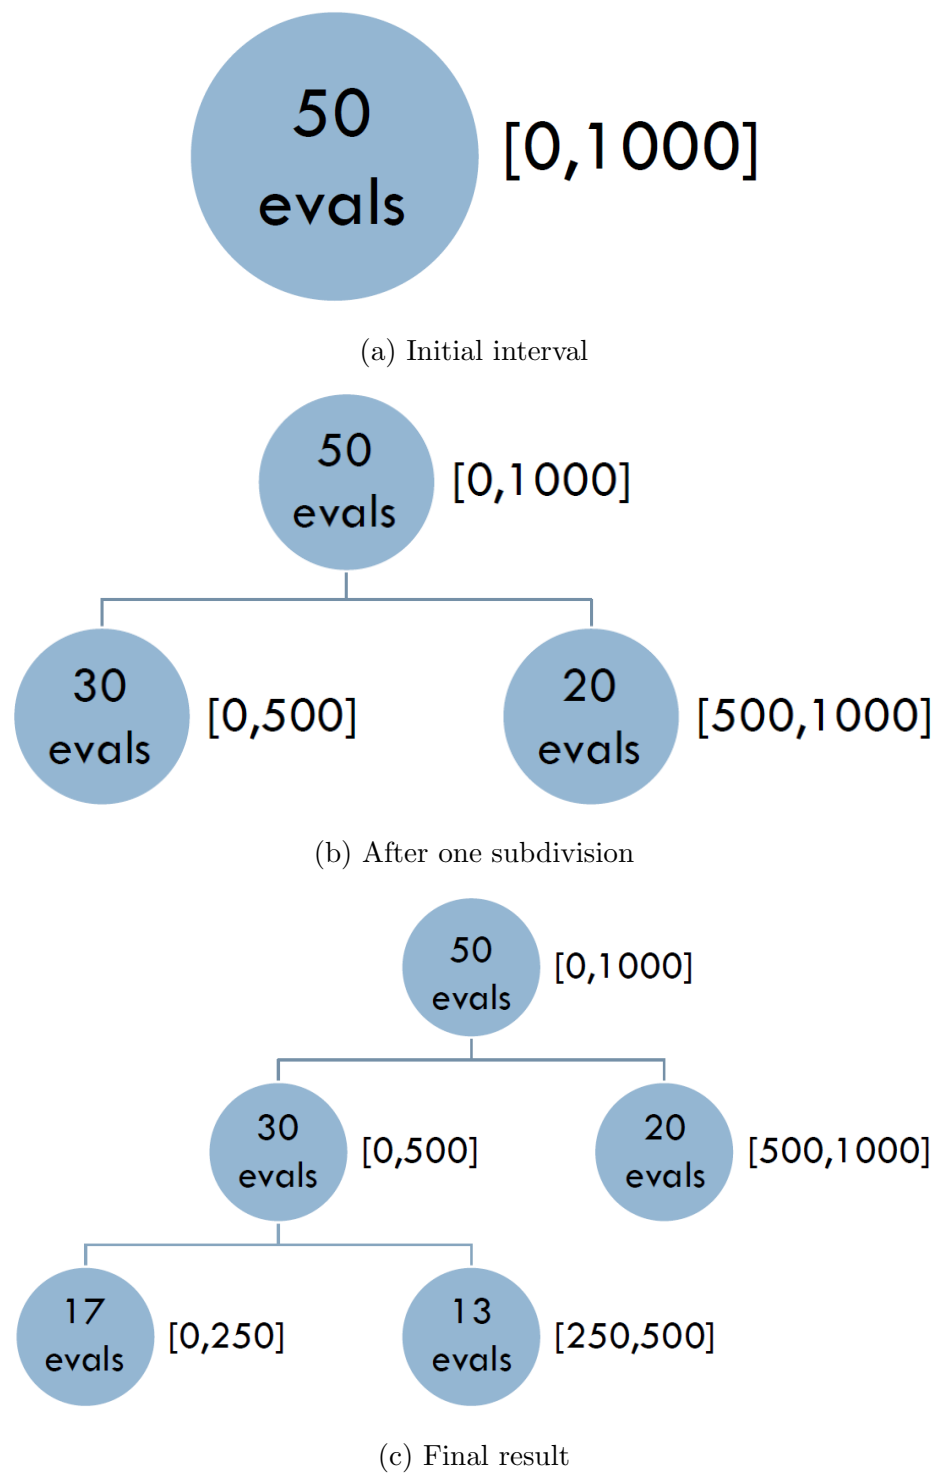 50
evals
[0,1000]
(a) Initial interval
50
evals
[0,1000]
30
evals
[0,500]
20
evals
[500,1000]
(b) After one subdivision
50
evals
[0,1000]
30
evals
[0,500]
20
evals
[500,1000]
17
evals
[0,250]
13
evals
[250,500]
(c) Final result